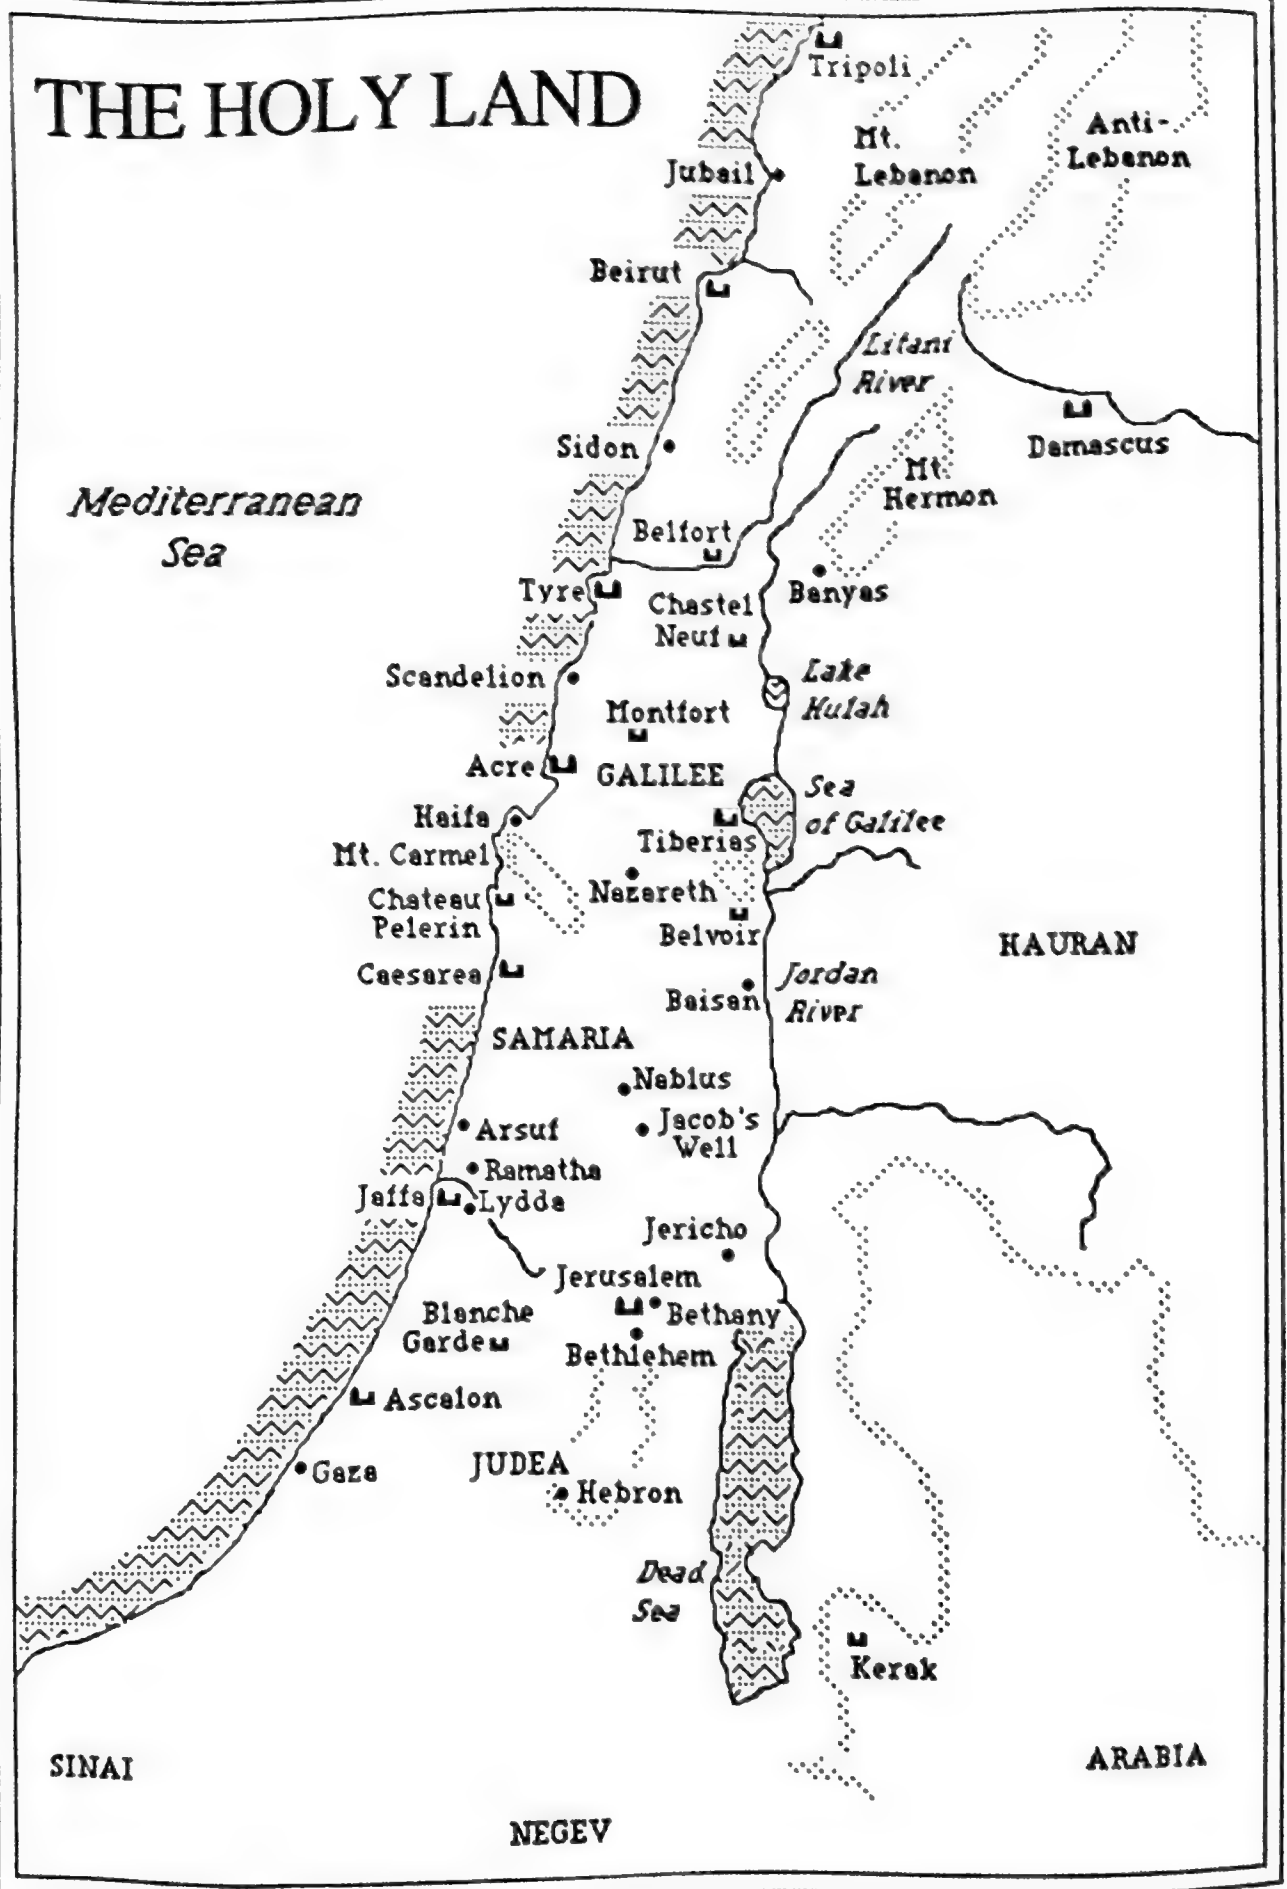 THE HOLY LAND
Tripoli
Mt.
Lebanon
Anti-
Lebanon
Jubail
Beirut
Litani
River
Damascus
Sidon
Mt.
Hermon
Mediterranean
Sea
Belfort
Tyre
Chastel
Neuf
Banyas
Scandelion
Lake
Hulah
Montfort
Acre
GALILEE
Sea
of Galilee
Haifa
Tiberias
Mt. Carmel
Nazareth
Chateau
Pelerin
Belvoir
HAURAN
Caesarea
Baisan
Jordan
River
SAMARIA
Nablus
Jacob's
Well
Arsuf
Ramatha
Jaffa
Lydda
Jericho
Jerusalem
Bethany
Blanche
Garde
Bethlehem
Ascalon
Gaza
JUDEA
Hebron
Dead
Sea
Kerak
SINAI
ARABIA
NEGEV